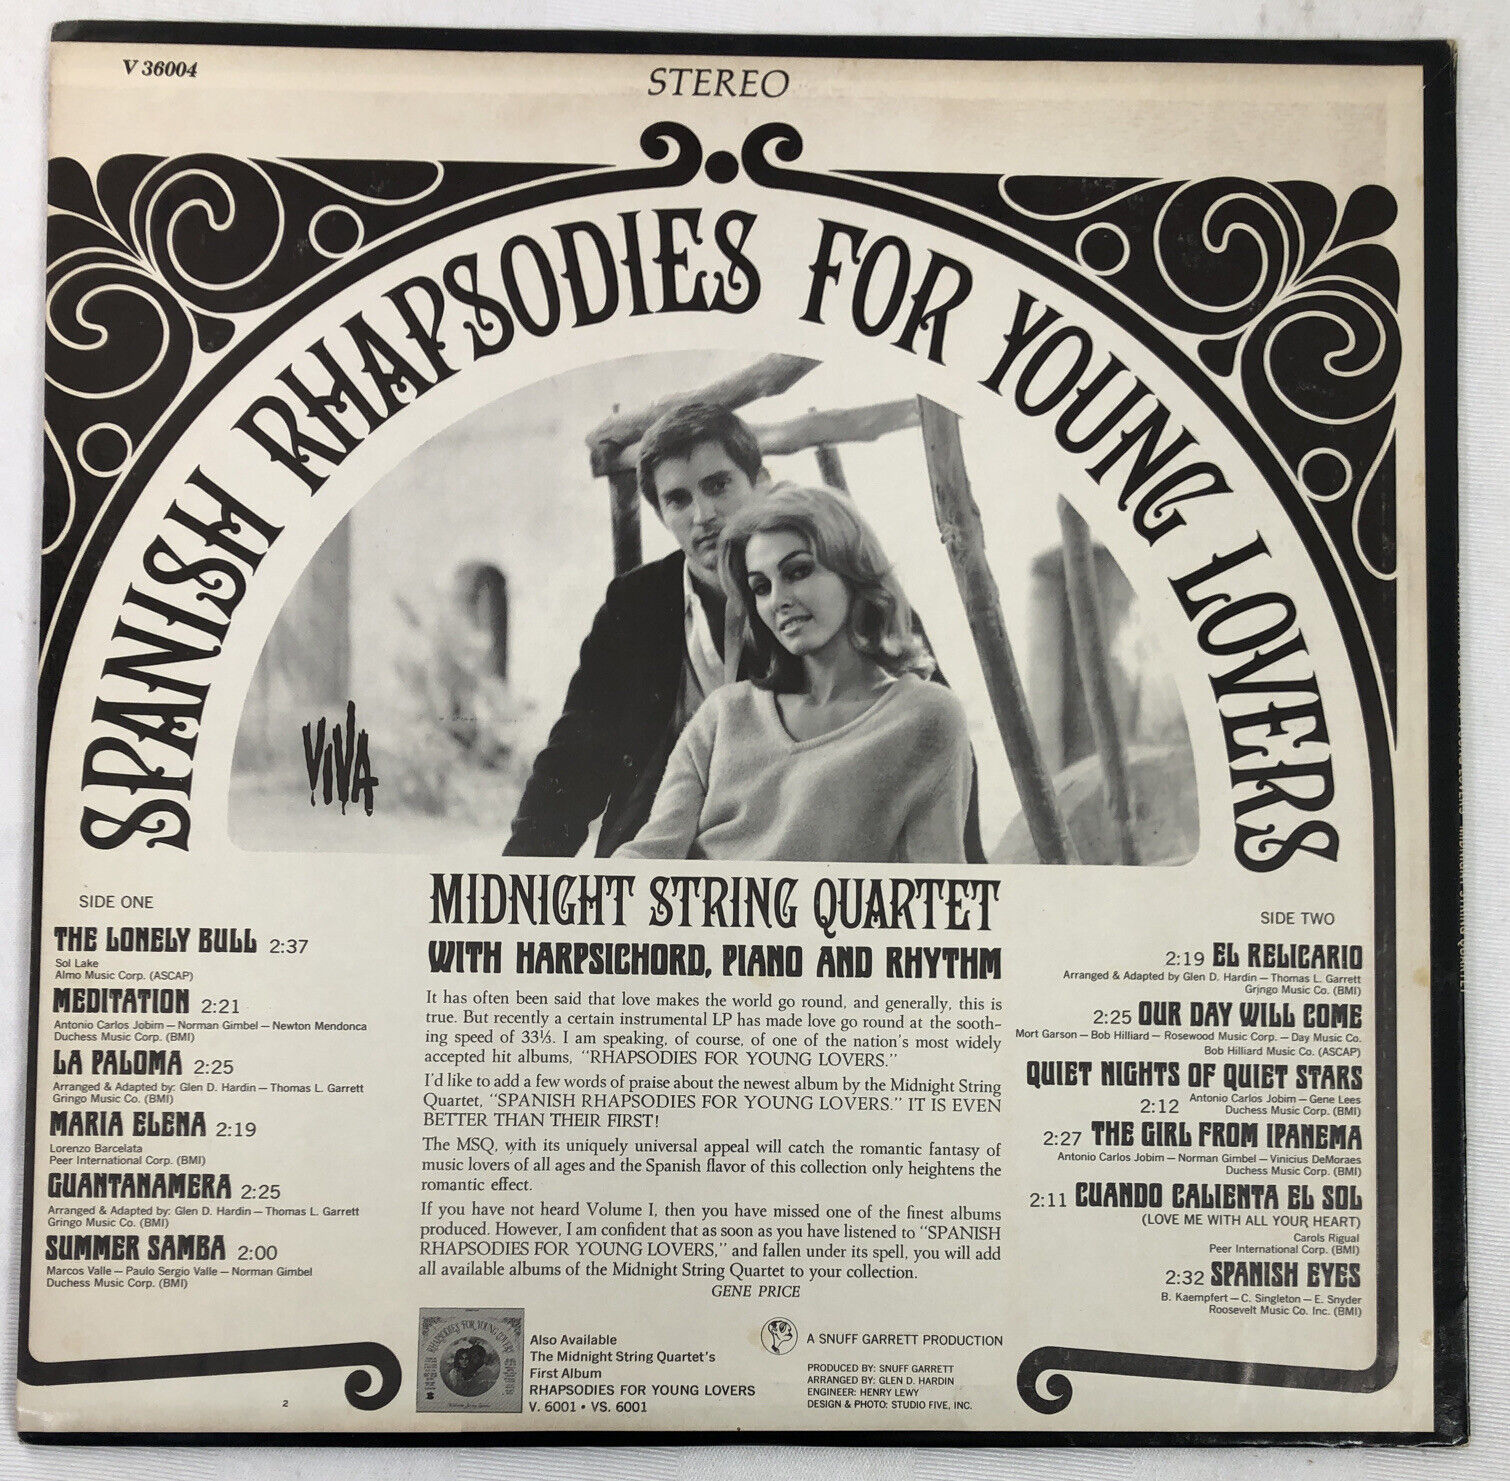 V 36004
STEREO
SPANISH RHAPSODIES FOR YOUNG LOVERS
VIVA
MIDNIGHT STRING QUARTET
WITH HARPSICHORD, PIANO AND RHYTHM
SIDE ONE
THE LONELY BULL 2:37
Sol Lake
Almo Music Corp. (ASCAP)
MEDITATION 2:21
Antonio Carlos Jobim — Norman Gimbel — Newton Mendonca
Duchess Music Corp. (BMI)
LA PALOMA 2:25
Arranged & Adapted by: Glen D. Hardin — Thomas L. Garrett
Gringo Music Co. (BMI)
MARIA ELENA 2:19
Lorenzo Barcelata
Peer International Corp. (BMI)
GUANTANAMERA 2:25
Arranged & Adapted by: Glen D. Hardin — Thomas L. Garrett
Gringo Music Co. (BMI)
SUMMER SAMBA 2:00
Marcos Valle — Paulo Sergio Valle — Norman Gimbel
Duchess Music Corp. (BMI)
It has often been said that love makes the world go round, and generally, this is
true. But recently a certain instrumental LP has made love go round at the sooth-
ing speed of 33⅓. I am speaking, of course, of one of the nation's most widely
accepted hit albums, "RHAPSODIES FOR YOUNG LOVERS."
I'd like to add a few words of praise about the newest album by the Midnight String
Quartet, "SPANISH RHAPSODIES FOR YOUNG LOVERS." IT IS EVEN
BETTER THAN THEIR FIRST!
The MSQ, with its uniquely universal appeal will catch the romantic fantasy of
music lovers of all ages and the Spanish flavor of this collection only heightens the
romantic effect.
If you have not heard Volume I, then you have missed one of the finest albums
produced. However, I am confident that as soon as you have listened to "SPANISH
RHAPSODIES FOR YOUNG LOVERS," and fallen under its spell, you will add
all available albums of the Midnight String Quartet to your collection.
GENE PRICE
SIDE TWO
2:19 EL RELICARIO
Arranged & Adapted by Glen D. Hardin — Thomas L. Garrett
Gringo Music Co. (BMI)
2:25 OUR DAY WILL COME
Mort Garson — Bob Hilliard — Rosewood Music Corp. — Day Music Co.
Bob Hilliard Music Co. (ASCAP)
QUIET NIGHTS OF QUIET STARS
2:12 Antonio Carlos Jobim — Gene Lees
Duchess Music Corp. (BMI)
2:27 THE GIRL FROM IPANEMA
Antonio Carlos Jobim — Norman Gimbel — Vinicius DeMoraes
Duchess Music Corp. (BMI)
2:11 CUANDO CALIENTA EL SOL
(LOVE ME WITH ALL YOUR HEART)
Carols Rigual
Peer International Corp. (BMI)
2:32 SPANISH EYES
B. Kaempfert — C. Singleton — E. Snyder
Roosevelt Music Co. Inc. (BMI)
2
RHAPSODIES FOR YOUNG LOVERS
Also Available
The Midnight String Quartet's
First Album
RHAPSODIES FOR YOUNG LOVERS
V. 6001 • VS. 6001
A SNUFF GARRETT PRODUCTION
PRODUCED BY: SNUFF GARRETT
ARRANGED BY: GLEN D. HARDIN
ENGINEER: HENRY LEWY
DESIGN & PHOTO: STUDIO FIVE, INC.